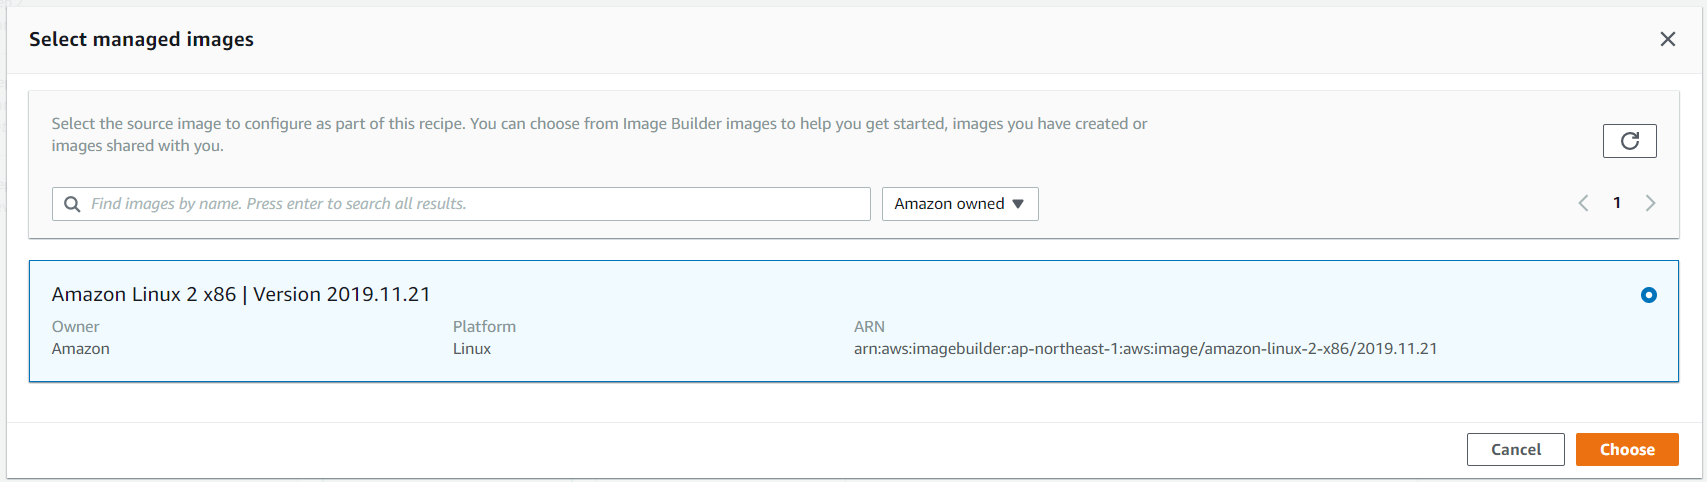 Select managed images
Select the source image to configure as part of this recipe. You can choose from Image Builder images to help you get started, images you have created or
images shared with you.
Find images by name. Press enter to search all results.
Amazon owned
1
Amazon Linux 2 x86 | Version 2019.11.21
Owner
Platform
ARN
Amazon
Linux
arn:aws:imagebuilder:ap-northeast-1:aws:image/amazon-linux-2-x86/2019.11.21
Cancel
Choose